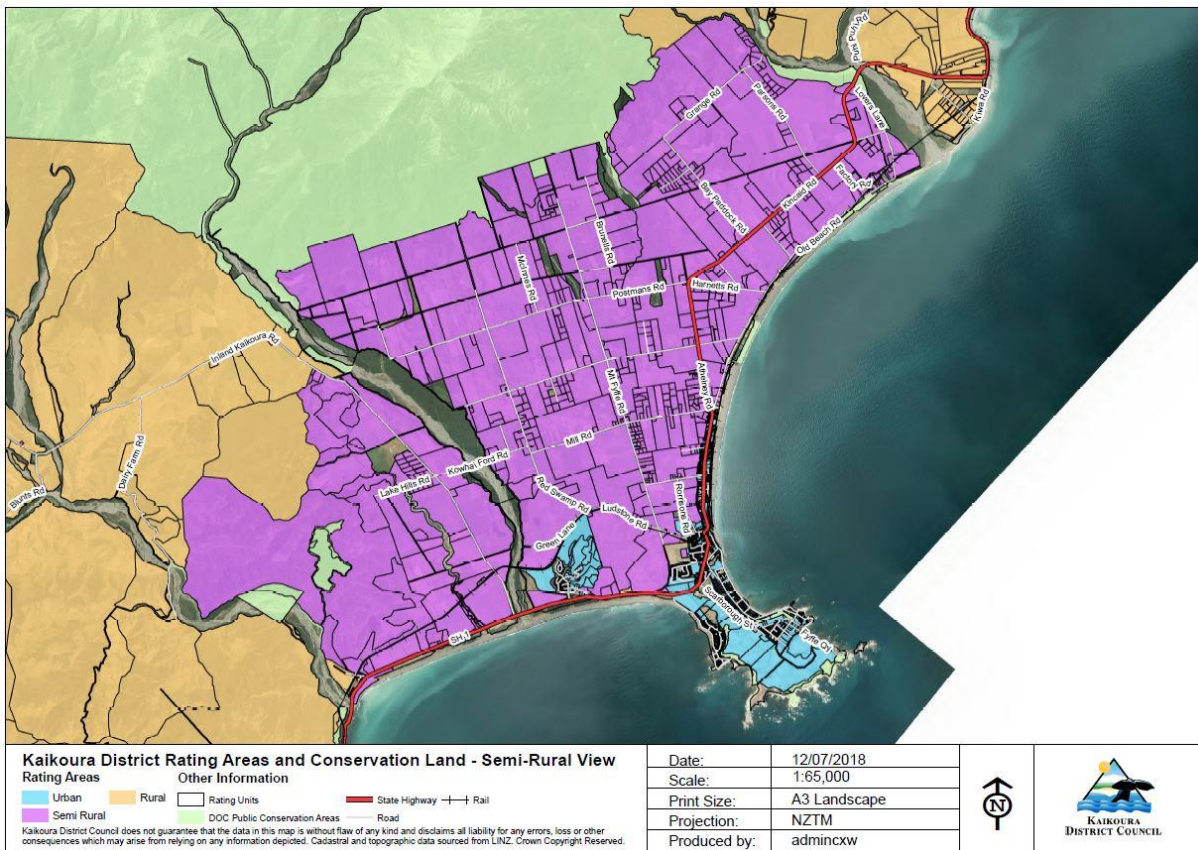 Puhi Puhi Rd
Grange Rd
Parsons Rd
Lovers Lane
Kiwa Rd
Bay Paddock Rd
Kincaid Rd
Factory Rd
Old Beach Rd
Brunells Rd
McInnes Rd
Postmans Rd
Harnetts Rd
Inland Kaikoura Rd
Mt Fyffe Rd
Athelney Rd
Dairy Farm Rd
Mill Rd
Kowhai Ford Rd
Lake Hills Rd
Blunts Rd
Red Swamp Rd
Ludstone Rd
Rorrisons Rd
Green Lane
Scarborough St
Fyffe Qy
SH 1
Kaikoura District Rating Areas and Conservation Land - Semi-Rural View
Rating Areas
Other Information
Urban
Rural
Rating Units
State Highway
Rail
Semi Rural
DOC Public Conservation Areas
Road
Kaikoura District Council does not guarantee that the data in this map is without flaw of any kind and disclaims all liability for any errors, loss or other
consequences which may arise from relying on any information depicted. Cadastral and topographic data sourced from LINZ. Crown Copyright Reserved.
Date: 12/07/2018
Scale: 1:65,000
Print Size: A3 Landscape
Projection: NZTM
Produced by: admincxw
N
KAIKOURA
DISTRICT COUNCIL